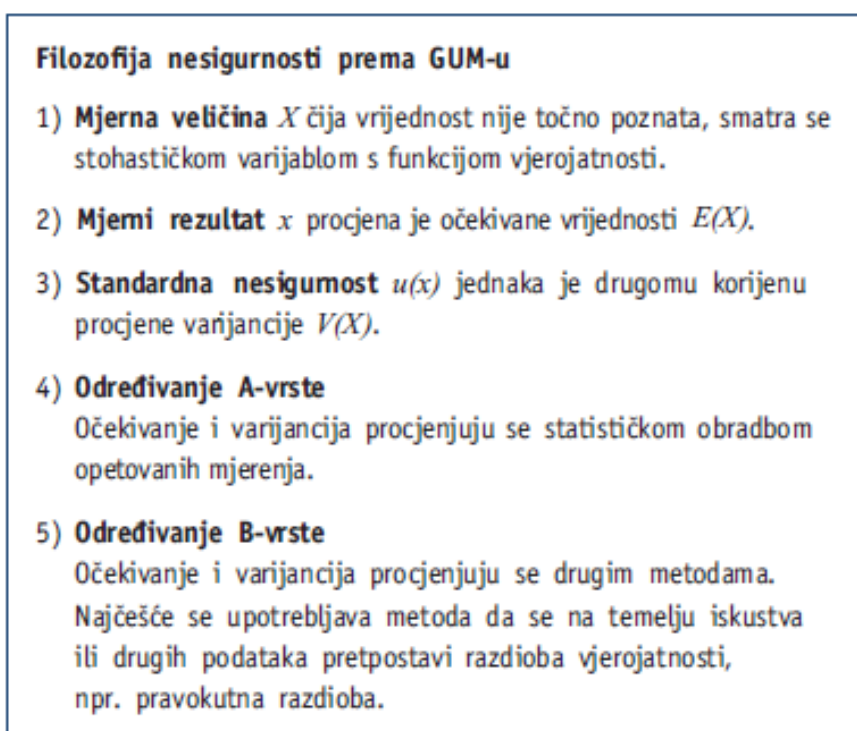 Filozofija nesigurnosti prema GUM-u
1) Mjerna veličina X čija vrijednost nije točno poznata, smatra se
stohastičkom varijablom s funkcijom vjerojatnosti.
2) Mjerni rezultat x procjena je očekivane vrijednosti E(X).
3) Standardna nesigurnost u(x) jednaka je drugomu korijenu
procjene varijancije V(X).
4) Određivanje A-vrste
Očekivanje i varijancija procjenjuju se statističkom obradbom
opetovanih mjerenja.
5) Određivanje B-vrste
Očekivanje i varijancija procjenjuju se drugim metodama.
Najčešće se upotrebljava metoda da se na temelju iskustva
ili drugih podataka pretpostavi razdioba vjerojatnosti,
npr. pravokutna razdioba.